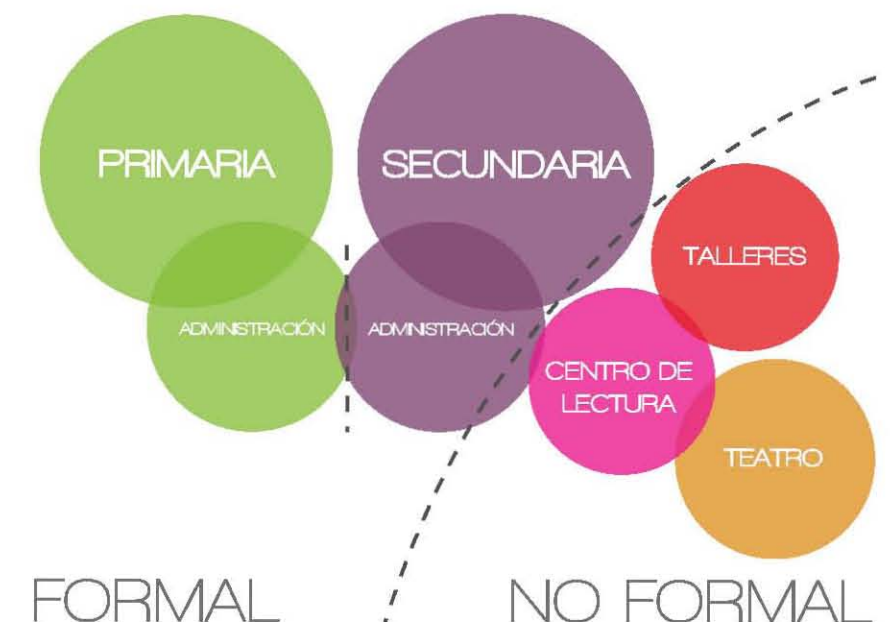 PRIMARIA
SECUNDARIA
TALLERES
ADMINISTRACIÓN
ADMINISTRACIÓN
CENTRO DE
LECTURA
TEATRO
FORMAL
NO FORMAL